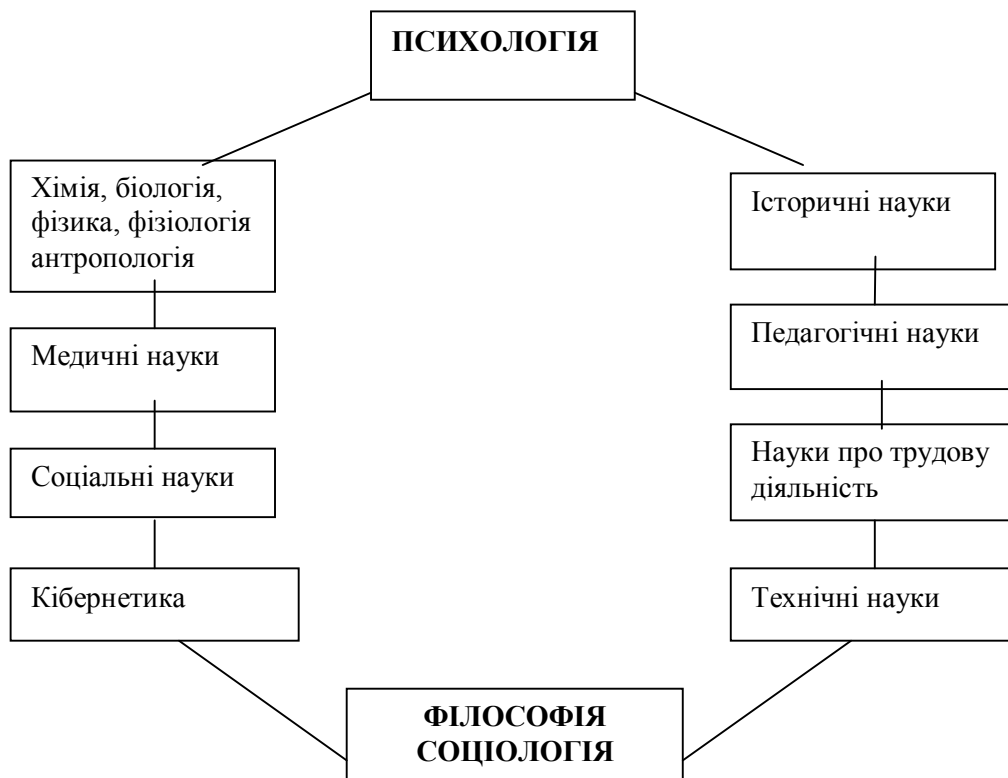 ПСИХОЛОГІЯ
Хімія, біологія,
фізика, фізіологія
антропологія
Медичні науки
Соціальні науки
Кібернетика
Історичні науки
Педагогічні науки
Науки про трудову
діяльність
Технічні науки
ФІЛОСОФІЯ
СОЦІОЛОГІЯ